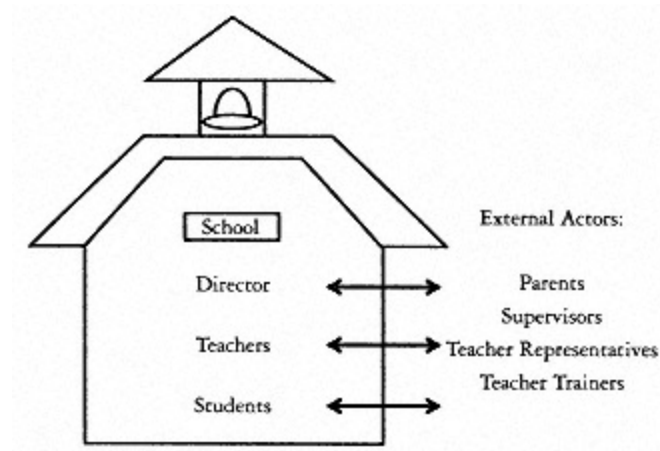 School
External Actors:
Director
Parents
Supervisors
Teachers
Teacher Representatives
Teacher Trainers
Students